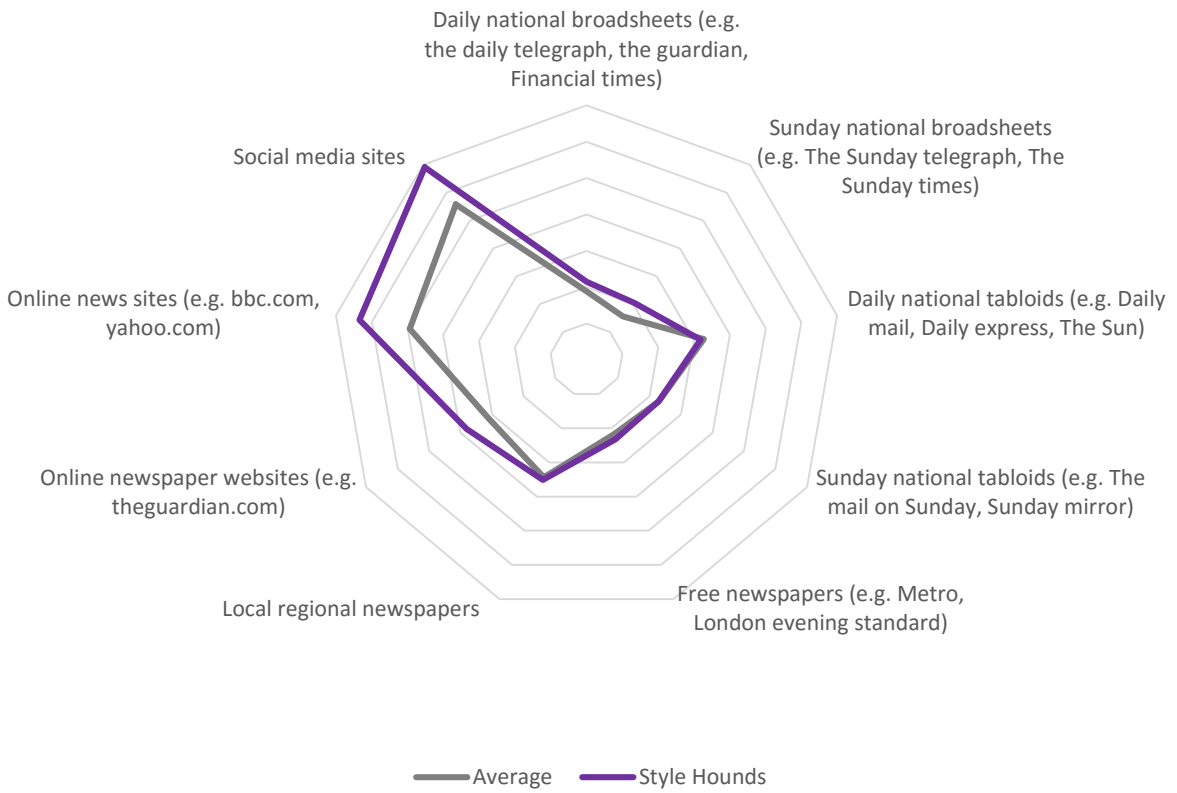 Daily national broadsheets (e.g.
the daily telegraph, the guardian,
Financial times)
Sunday national broadsheets
(e.g. The Sunday telegraph, The
Sunday times)
Daily national tabloids (e.g. Daily
mail, Daily express, The Sun)
Sunday national tabloids (e.g. The
mail on Sunday, Sunday mirror)
Free newspapers (e.g. Metro,
London evening standard)
Local regional newspapers
Online newspaper websites (e.g.
theguardian.com)
Online news sites (e.g. bbc.com,
yahoo.com)
Social media sites
Average
Style Hounds